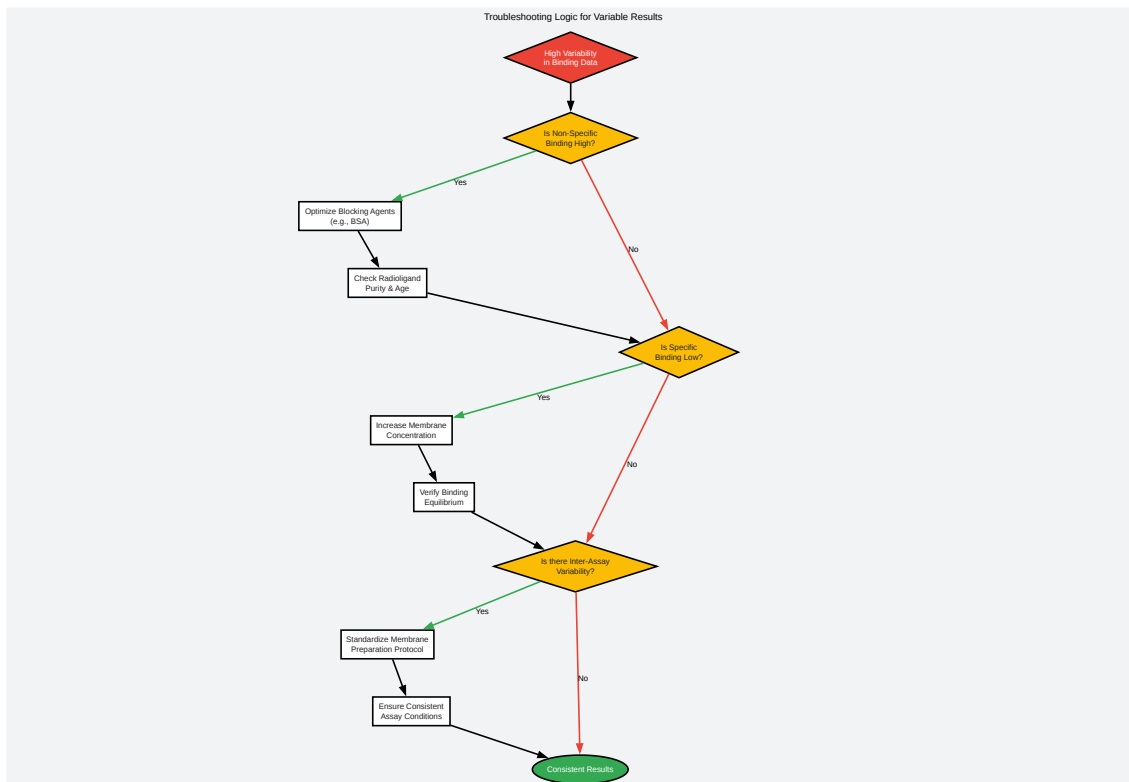 Troubleshooting Logic for Variable Results
High Variability
in Binding Data
Is Non-Specific
Binding High?
Yes
Optimize Blocking Agents
(e.g., BSA)
No
Check Radioligand
Purity & Age
Is Specific
Binding Low?
Yes
Increase Membrane
Concentration
No
Verify Binding
Equilibrium
Is there Inter-Assay
Variability?
Yes
Standardize Membrane
Preparation Protocol
No
Ensure Consistent
Assay Conditions
Consistent Results